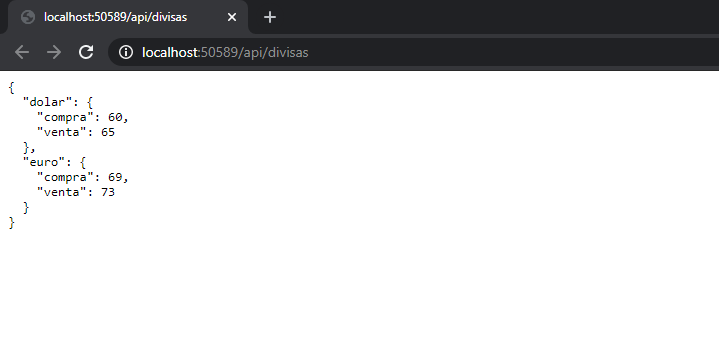 localhost:50589/api/divisas
localhost:50589/api/divisas
{
  "dolar": {
    "compra": 60,
    "venta": 65
  },
  "euro": {
    "compra": 69,
    "venta": 73
  }
}